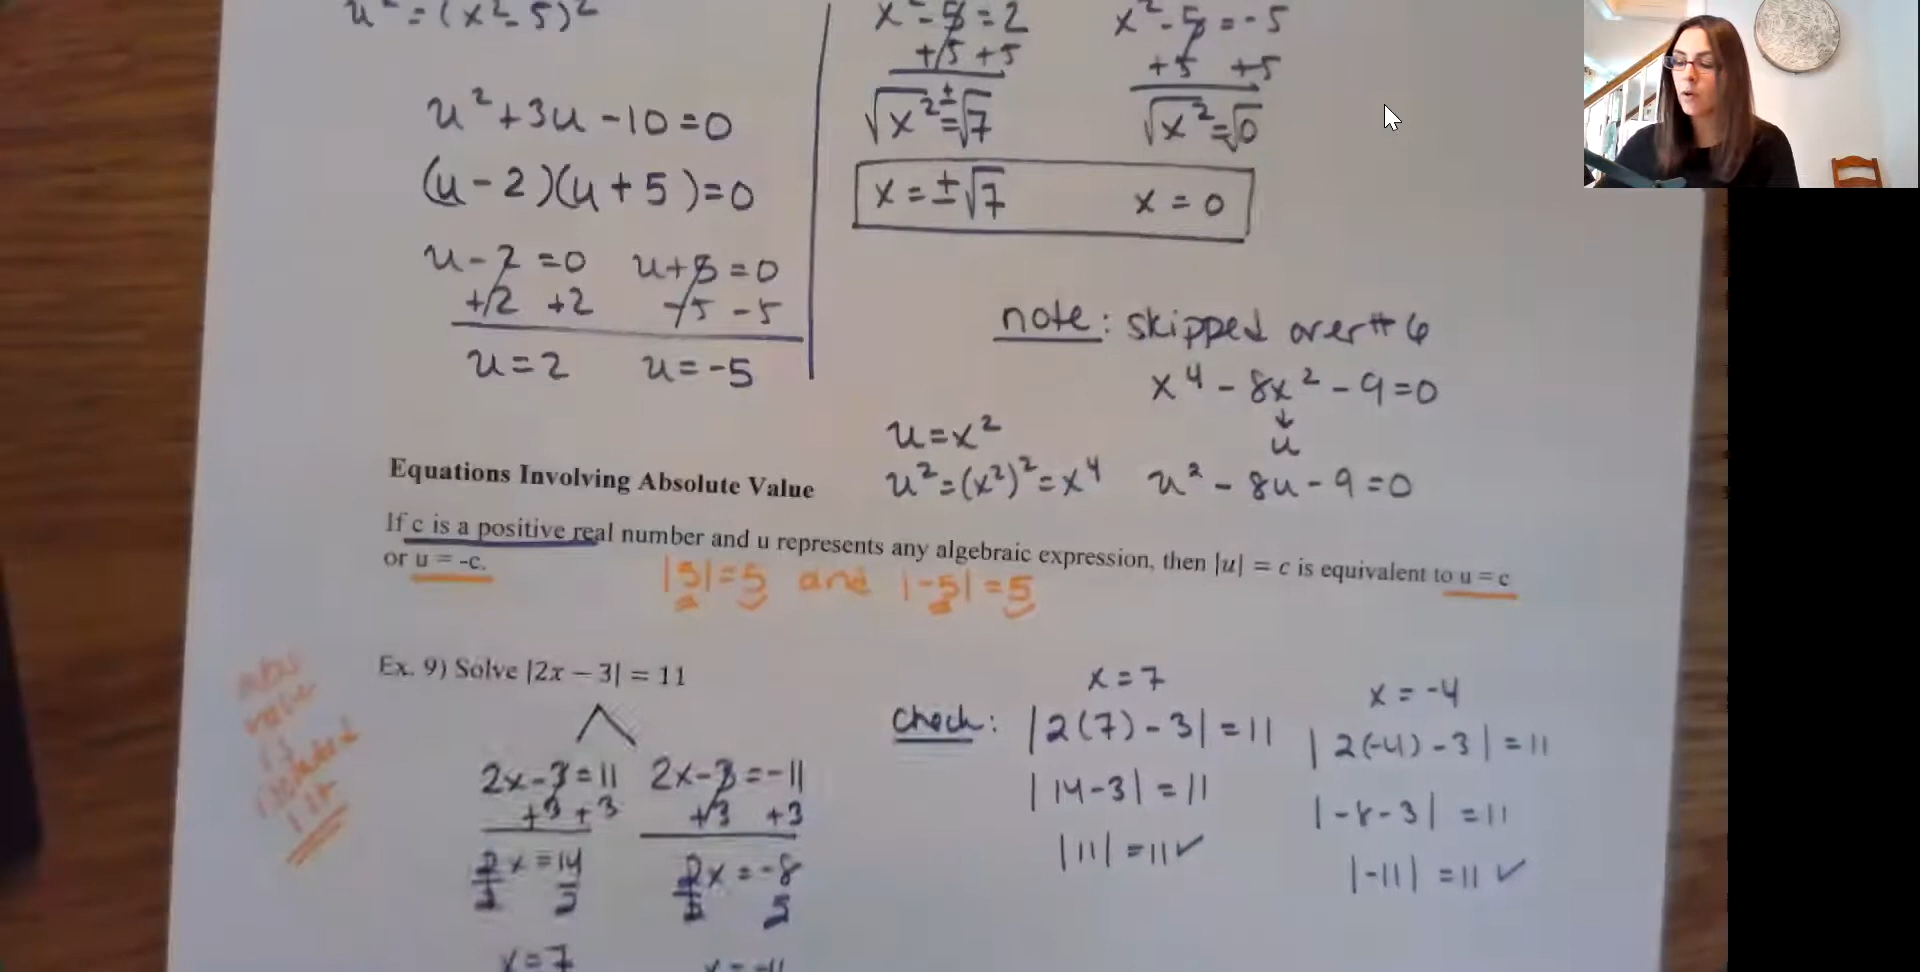 u² = (x² - 5)²
u² + 3u - 10 = 0
(u - 2)(u + 5) = 0
u - 2 = 0   u + 5 = 0
+2 +2   -5 -5
u = 2   u = -5
x² - 5 = 2   x² - 5 = -5
+5 +5   +5 +5
√x² = ±√7   √x² = √0
x = ±√7   x = 0
note: skipped over # 6
x⁴ - 8x² - 9 = 0
↓
u
u = x²
u² = (x²)² = x⁴   u² - 8u - 9 = 0
Equations Involving Absolute Value
If c is a positive real number and u represents any algebraic expression, then |u| = c is equivalent to u = c
or u = -c.
|5| = 5 and |-5| = 5
Ex. 9) Solve |2x – 3| = 11
value
is
isolated
1st
2x - 3 = 11   2x - 3 = -11
+3 +3   +3 +3
2x = 14   2x = -8
2   2   2
x = 7
Check:
x = 7
|2(7) - 3| = 11
|14 - 3| = 11
|11| = 11 ✓
x = -4
|2(-4) - 3| = 11
|-8 - 3| = 11
|-11| = 11 ✓